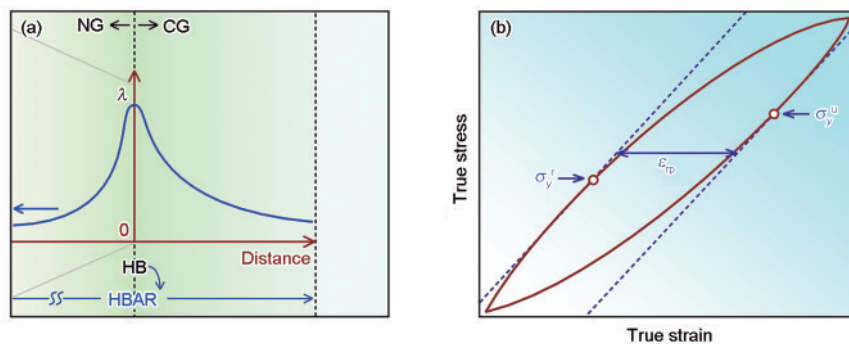 (a)
NG
CG
λ
0
Distance
HB
HBAR
(b)
True stress
σ_y^u
ε_rp
σ_y^r
True strain